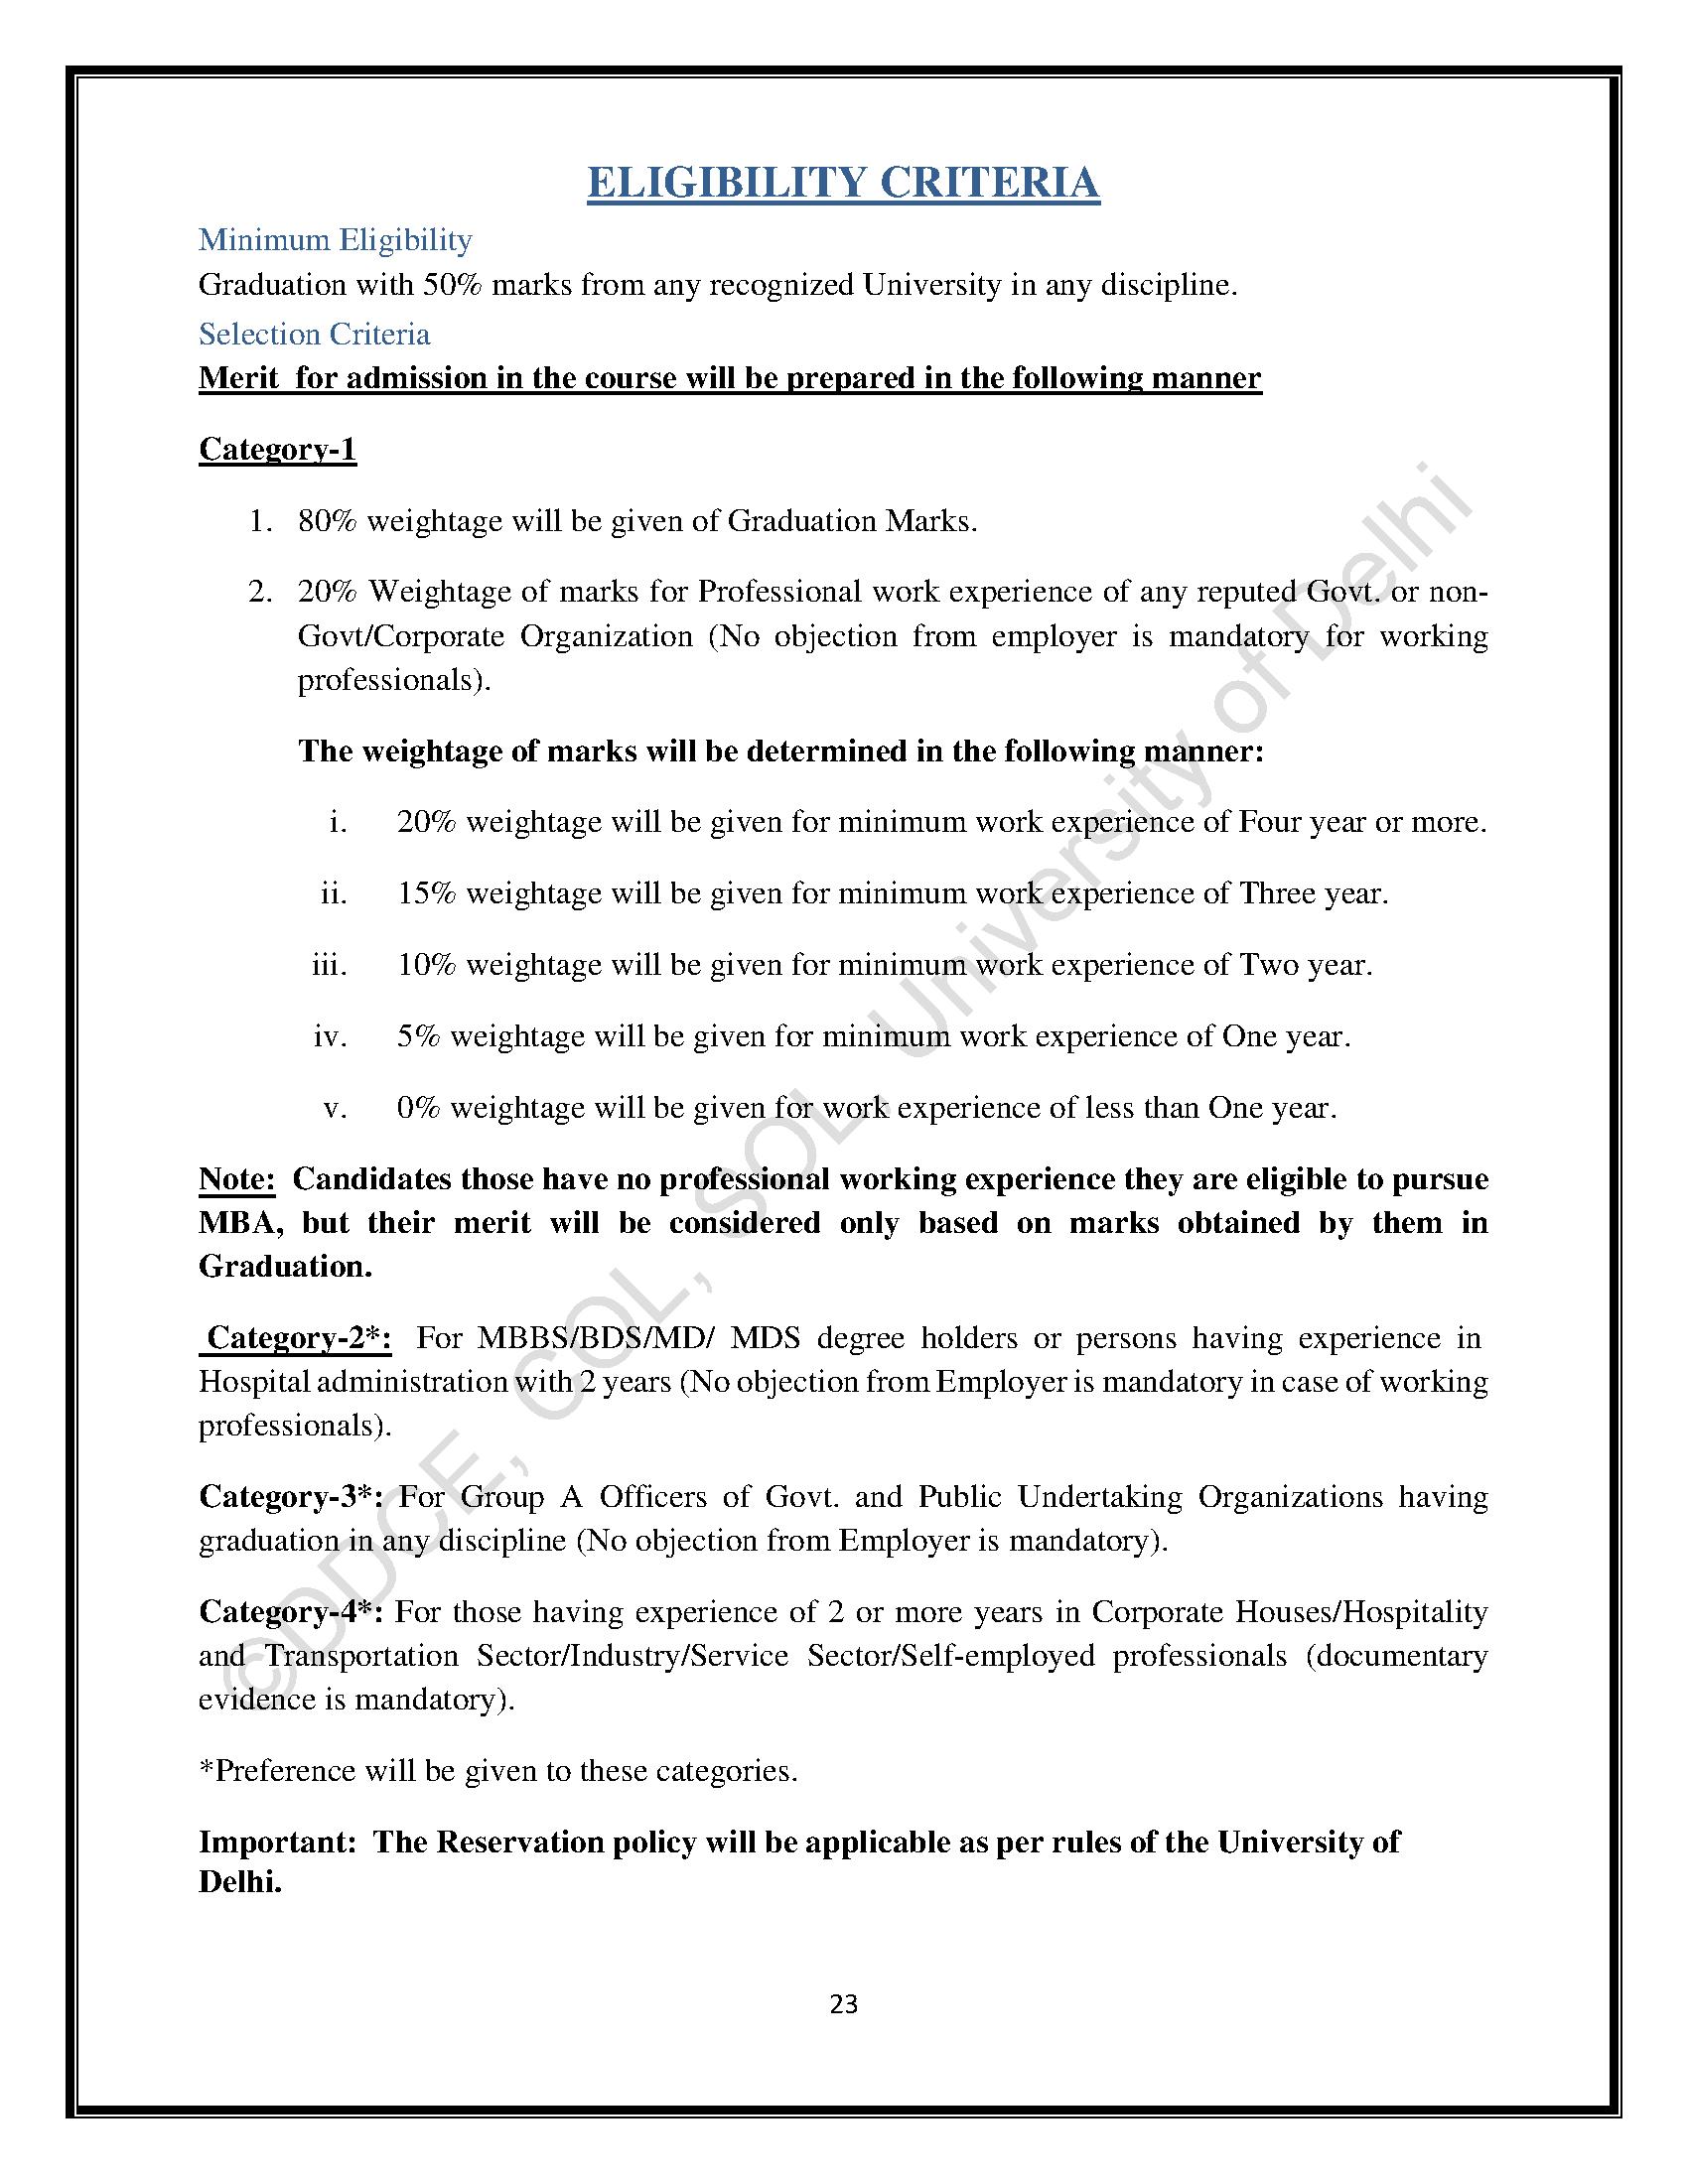 ELIGIBILITY CRITERIA
Minimum Eligibility
Graduation with 50% marks from any recognized University in any discipline.
Selection Criteria
Merit  for admission in the course will be prepared in the following manner
Category-1
1. 80% weightage will be given of Graduation Marks.
2. 20% Weightage of marks for Professional work experience of any reputed Govt. or non-
Govt/Corporate Organization (No objection from employer is mandatory for working
professionals).
The weightage of marks will be determined in the following manner:
i. 20% weightage will be given for minimum work experience of Four year or more.
ii. 15% weightage will be given for minimum work experience of Three year.
iii. 10% weightage will be given for minimum work experience of Two year.
iv. 5% weightage will be given for minimum work experience of One year.
v. 0% weightage will be given for work experience of less than One year.
Note:  Candidates those have no professional working experience they are eligible to pursue
MBA, but their merit will be considered only based on marks obtained by them in
Graduation.
Category-2*:  For MBBS/BDS/MD/ MDS degree holders or persons having experience in
Hospital administration with 2 years (No objection from Employer is mandatory in case of working
professionals).
Category-3*: For Group A Officers of Govt. and Public Undertaking Organizations having
graduation in any discipline (No objection from Employer is mandatory).
Category-4*: For those having experience of 2 or more years in Corporate Houses/Hospitality
and Transportation Sector/Industry/Service Sector/Self-employed professionals (documentary
evidence is mandatory).
*Preference will be given to these categories.
Important:  The Reservation policy will be applicable as per rules of the University of
Delhi.
23
©DDCE, COL, SOL, University of Delhi